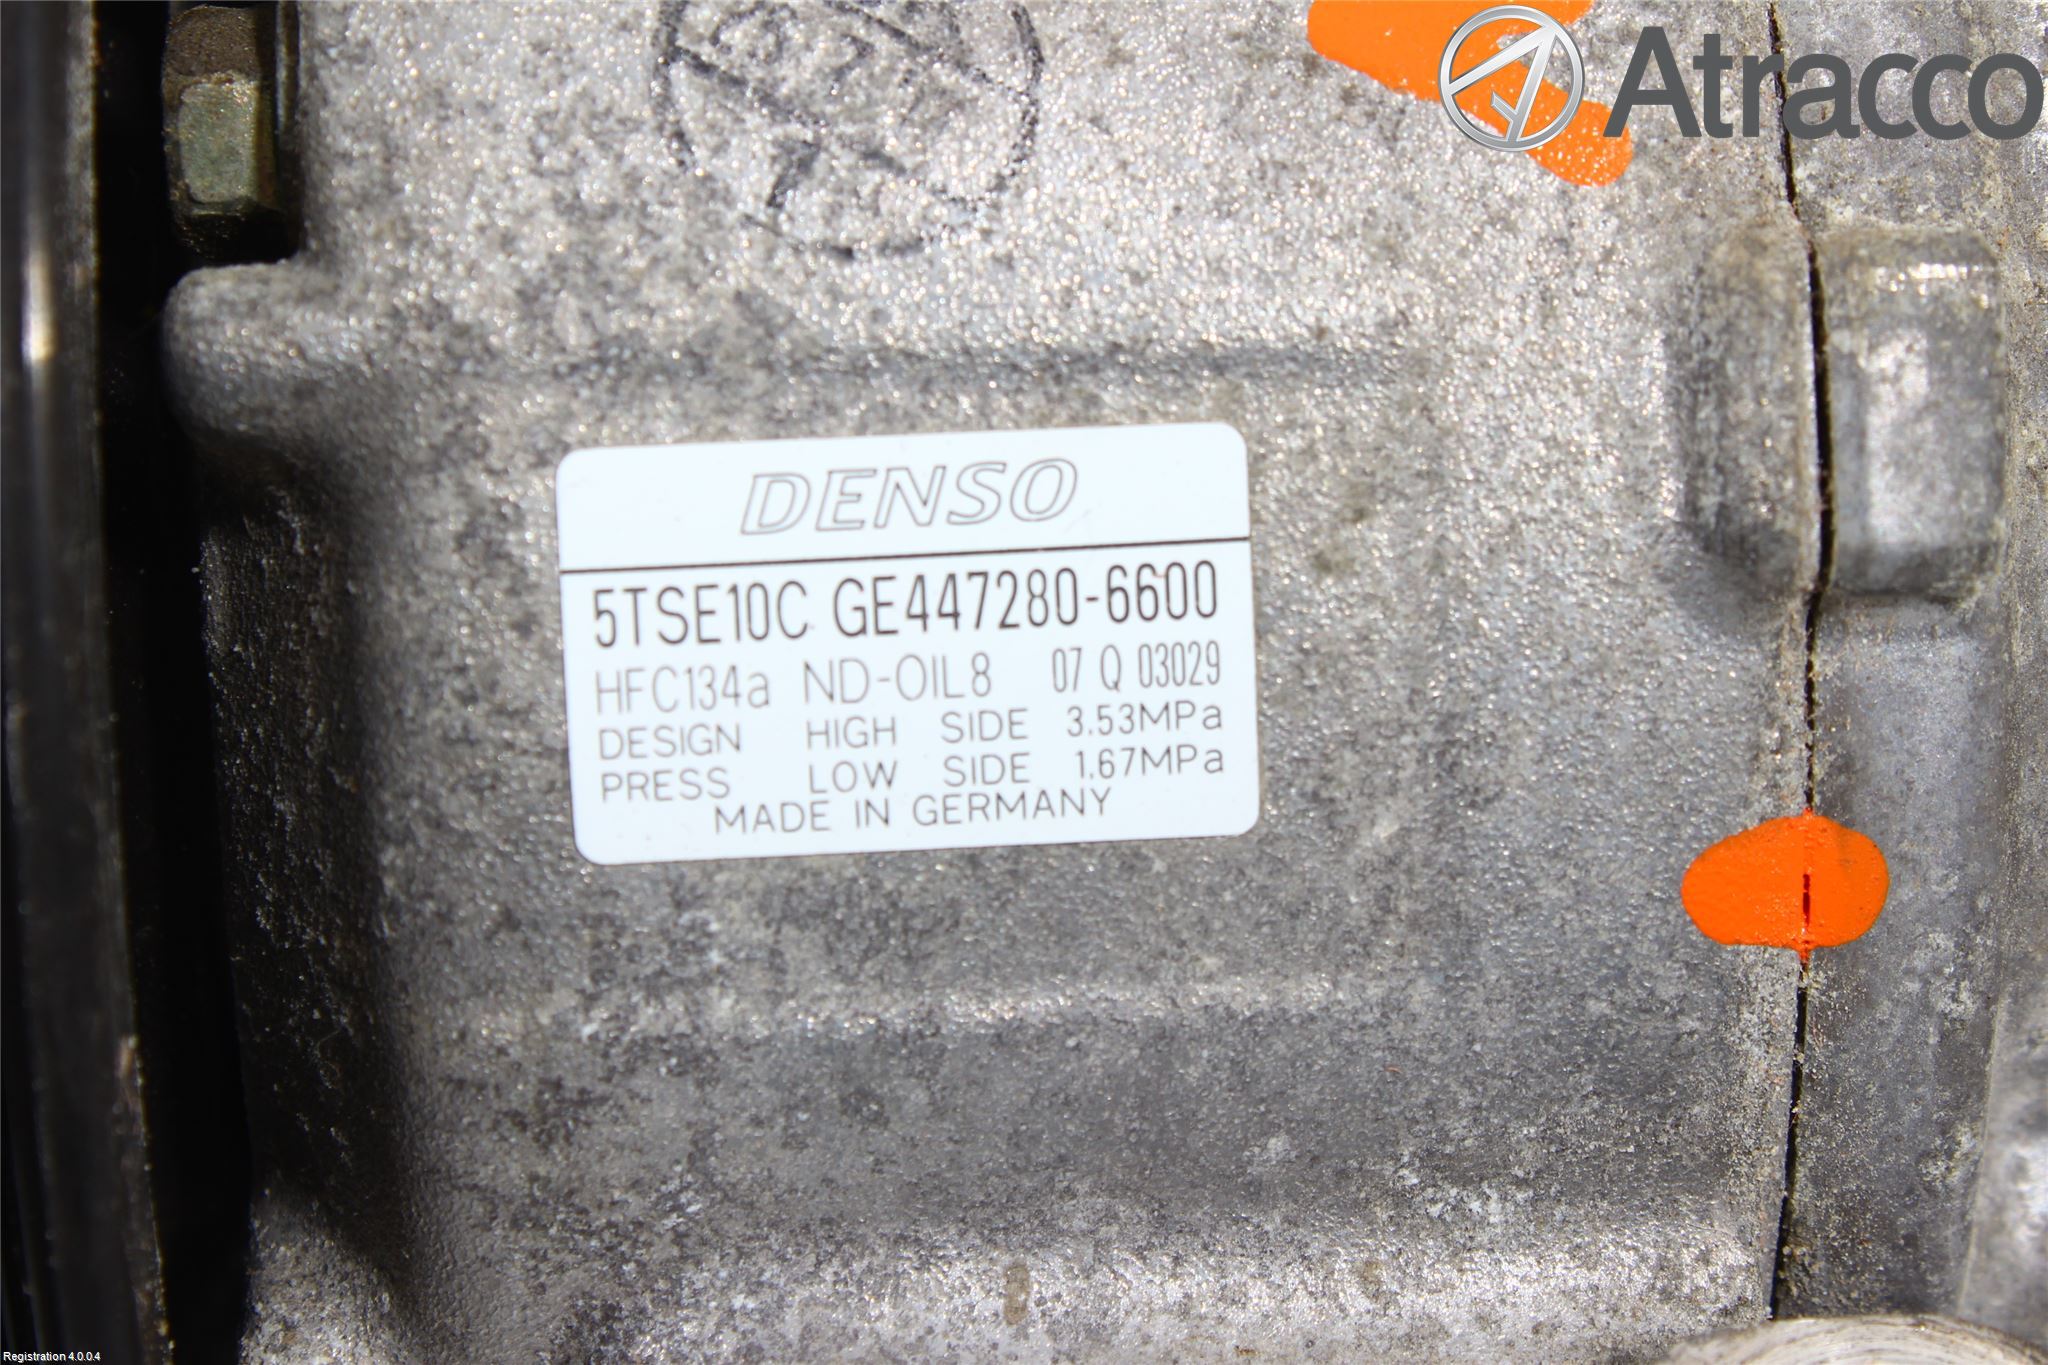 Atracco
DENSO
5TSE10C GE447280-6600
HFC134a ND-OIL8 07 Q 03029
DESIGN HIGH SIDE 3.53MPa
PRESS LOW SIDE 1.67MPa
MADE IN GERMANY
Registration 4.0.0.4